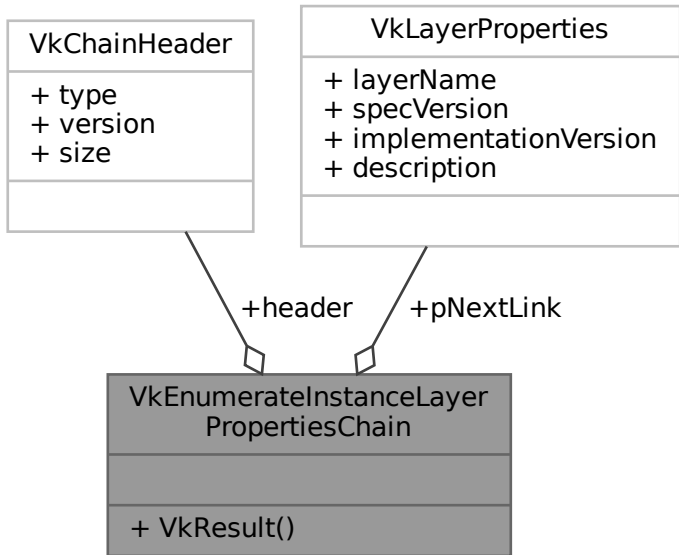 VkChainHeader
+ type
+ version
+ size
VkLayerProperties
+ layerName
+ specVersion
+ implementationVersion
+ description
+header
+pNextLink
VkEnumerateInstanceLayer
PropertiesChain
+ VkResult()